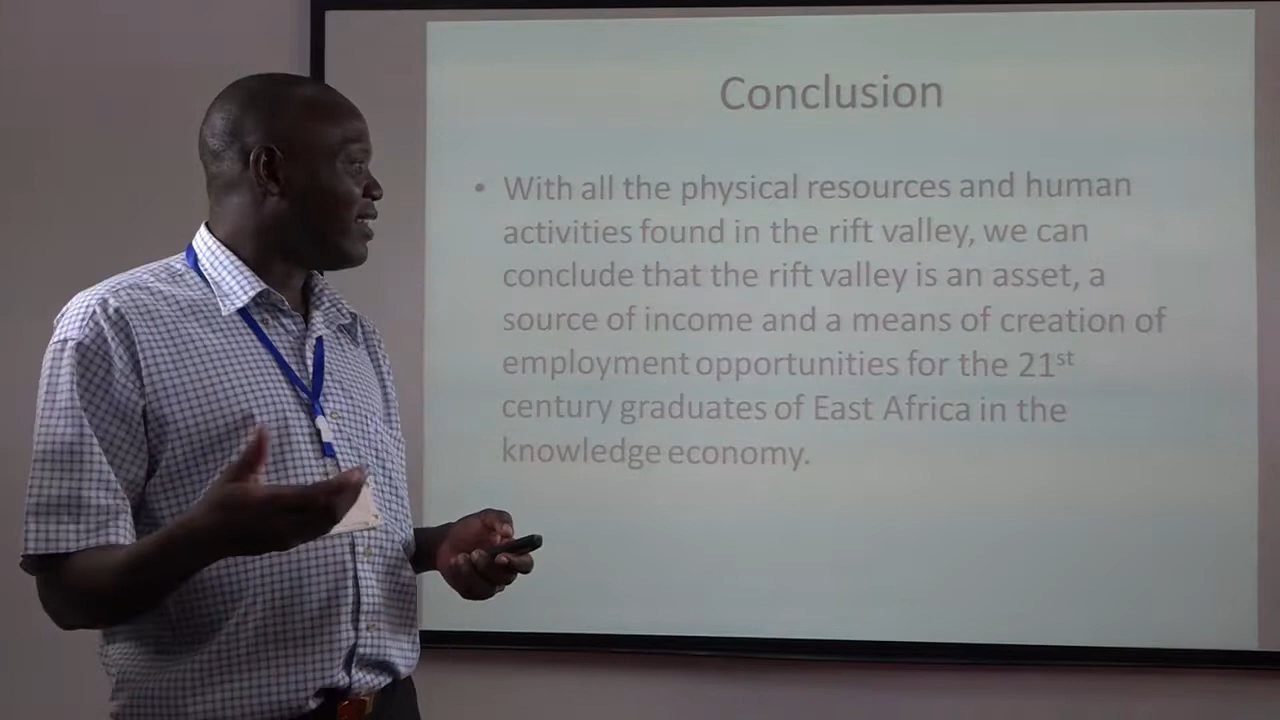 Conclusion
• With all the physical resources and human
activities found in the rift valley, we can
conclude that the rift valley is an asset, a
source of income and a means of creation of
employment opportunities for the 21st
century graduates of East Africa in the
knowledge economy.